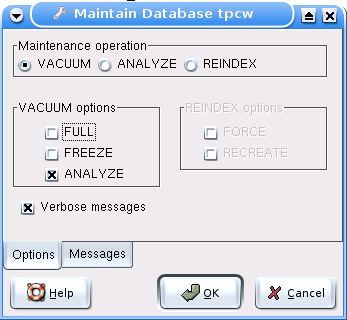 Maintain Database tpcw
Maintenance operation
VACUUM ANALYZE REINDEX
VACUUM options REINDEX options
FULL FORCE
FREEZE RECREATE
ANALYZE
Verbose messages
Options Messages
Help OK Cancel